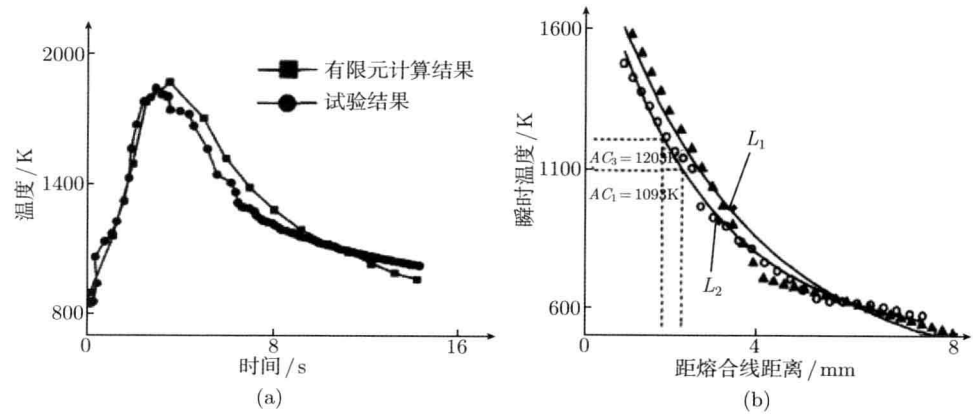 2000
1400
800
温度/K
有限元计算结果
试验结果
0
8
16
时间/s
(a)
1600
1100
600
瞬时温度/K
AC₃=1203K
AC₁=1093K
L₁
L₂
0
4
8
距熔合线距离/mm
(b)